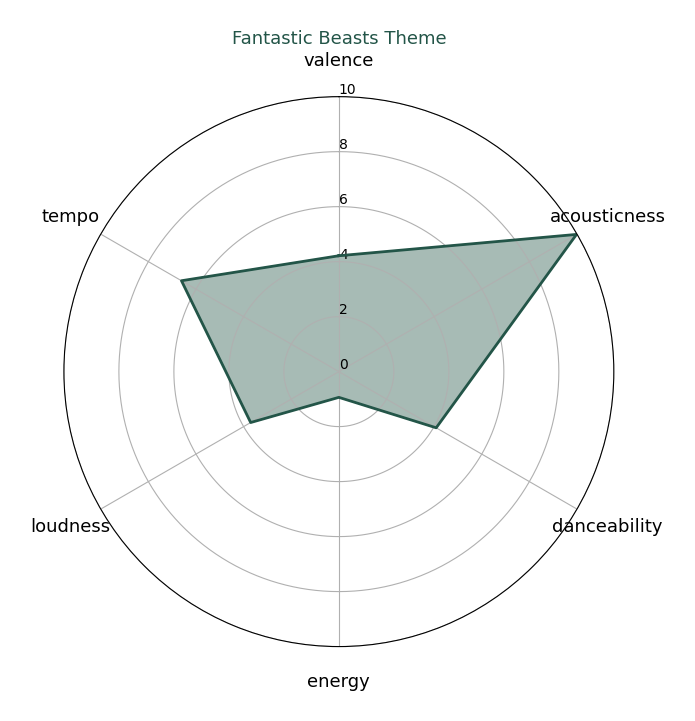 Fantastic Beasts Theme
valence
10
8
tempo
6
acousticness
4
2
0
loudness
danceability
energy